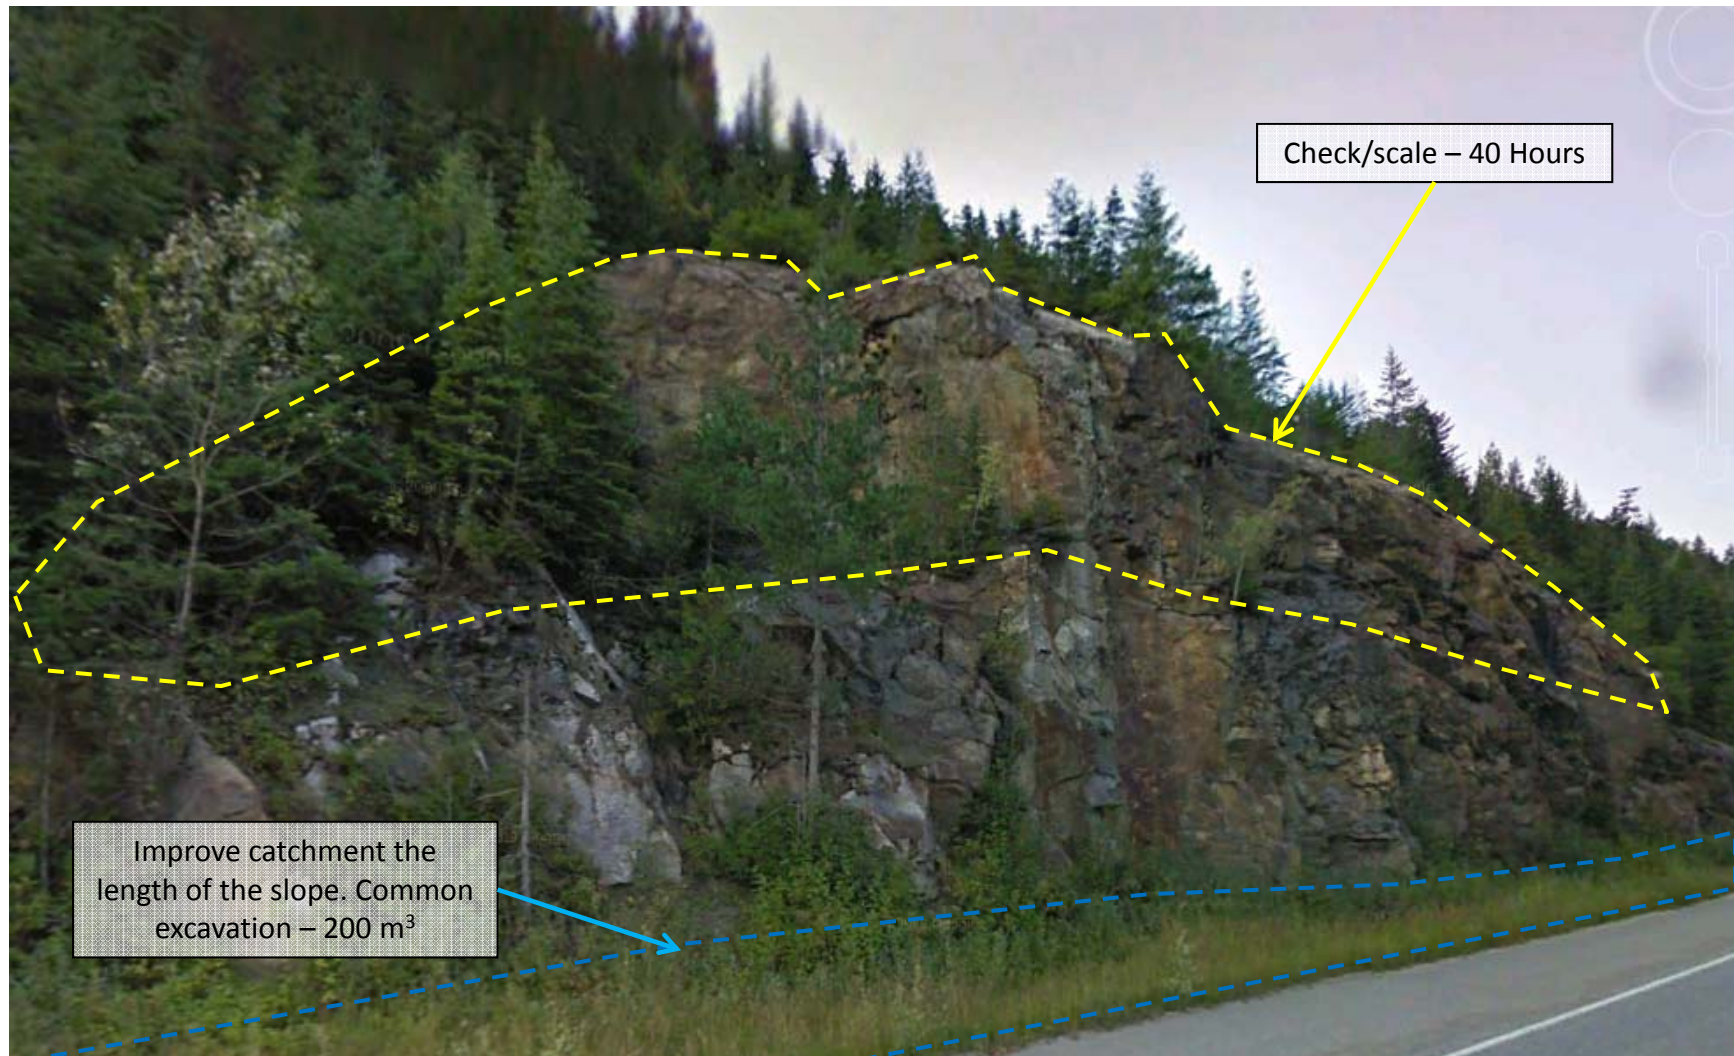 Check/scale – 40 Hours
Improve catchment the
length of the slope. Common
excavation – 200 m³